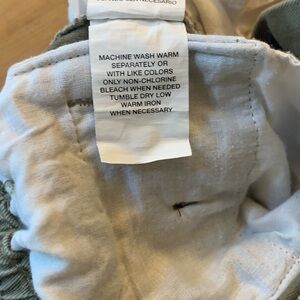 MACHINE WASH WARM
SEPARATELY OR
WITH LIKE COLORS
ONLY NON-CHLORINE
BLEACH WHEN NEEDED
TUMBLE DRY LOW
WARM IRON
WHEN NECESSARY